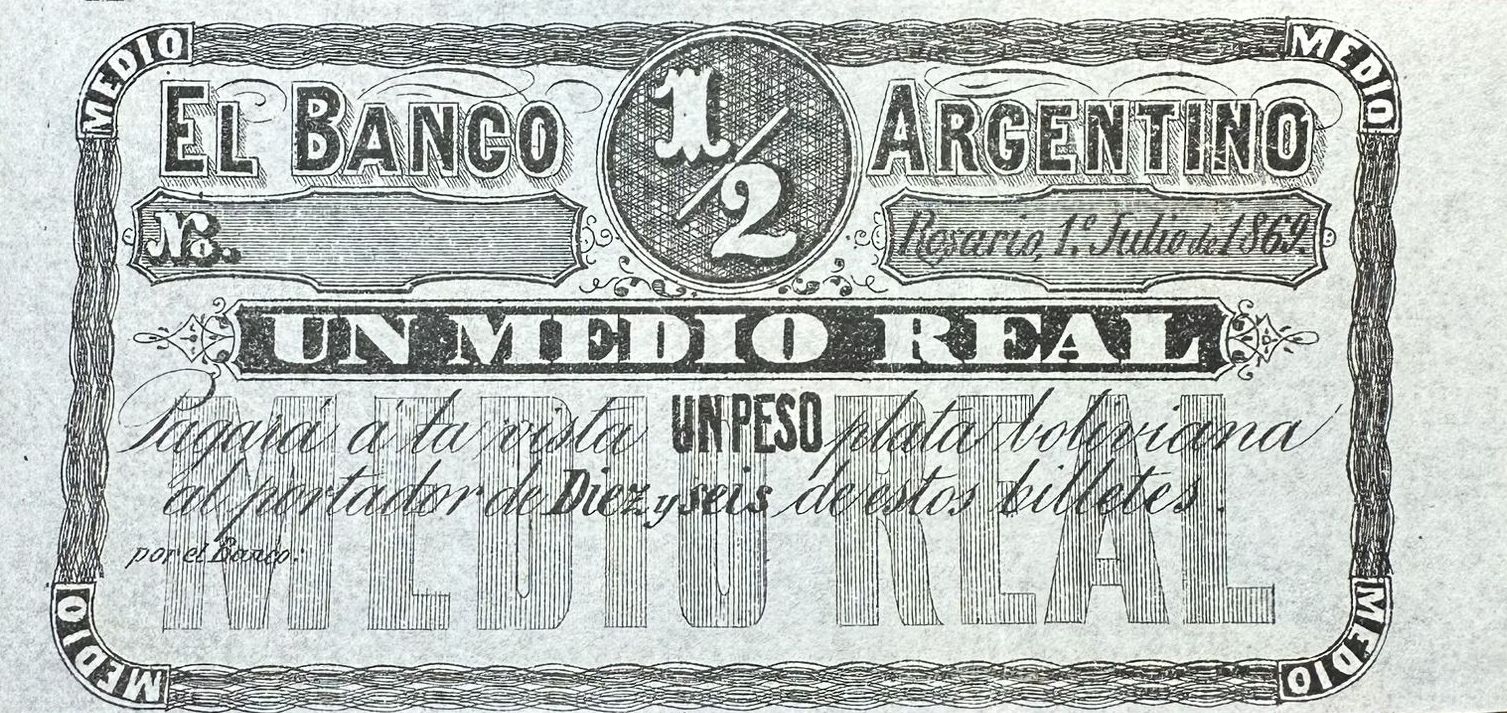 MEDIO
MEDIO
EL BANCO 1/2 ARGENTINO
No.
Rosario, 1.º Julio de 1869.
UN MEDIO REAL
Pagará á la vista UN PESO plata boliviana
al portador de Diez y seis de estos billetes.
MEDIO REAL
por el Banco:
MEDIO
MEDIO